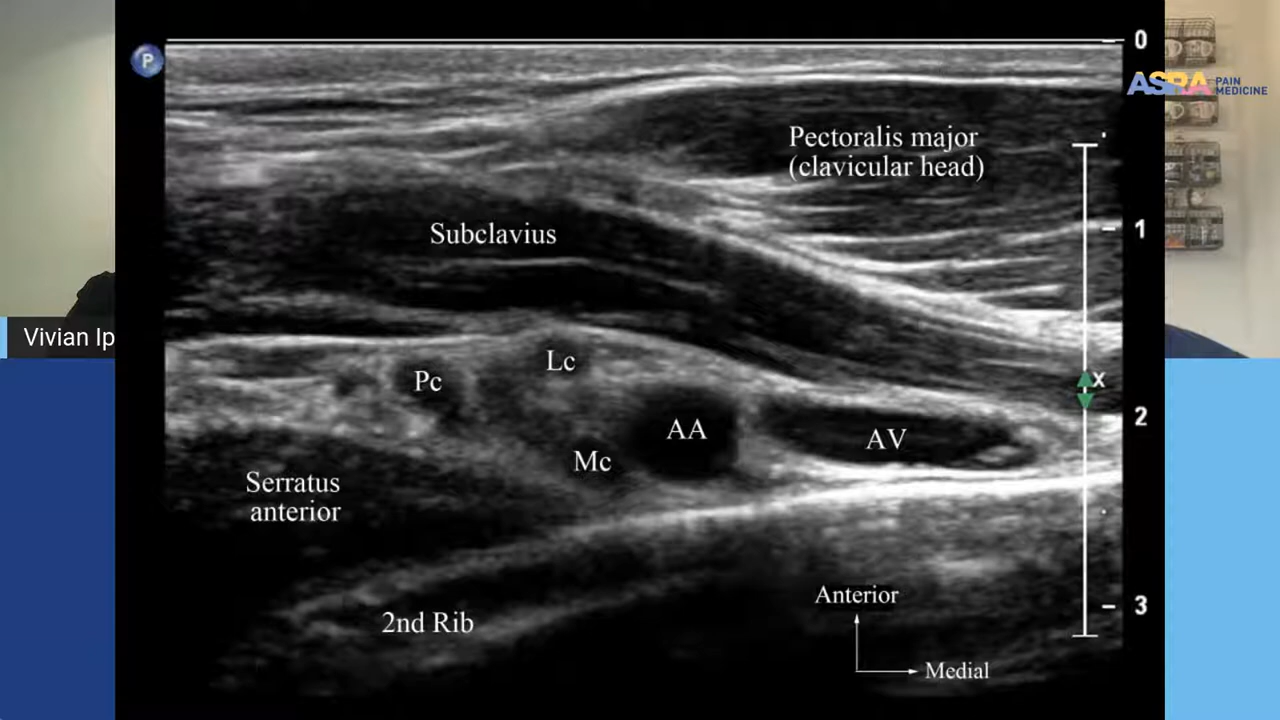 P
0
ASRA PAIN
MEDICINE
Pectoralis major
(clavicular head)
Subclavius
1
Vivian Ip
Lc
Pc
x
AA
AV
2
Mc
Serratus
anterior
Anterior
3
2nd Rib
Medial